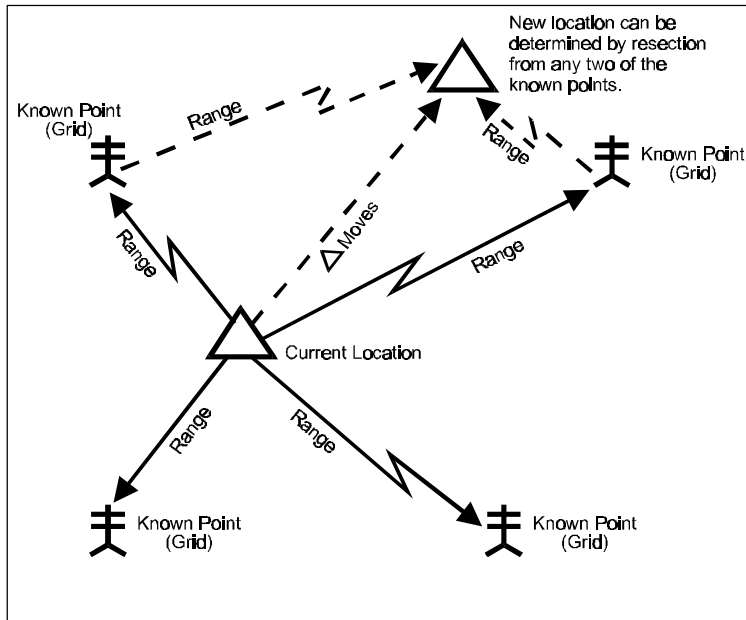 New location can be
determined by resection
from any two of the
known points.
Range
Known Point
(Grid)
Range
Known Point
(Grid)
Δ Moves
Range
Range
Current Location
Range
Range
Known Point
(Grid)
Known Point
(Grid)